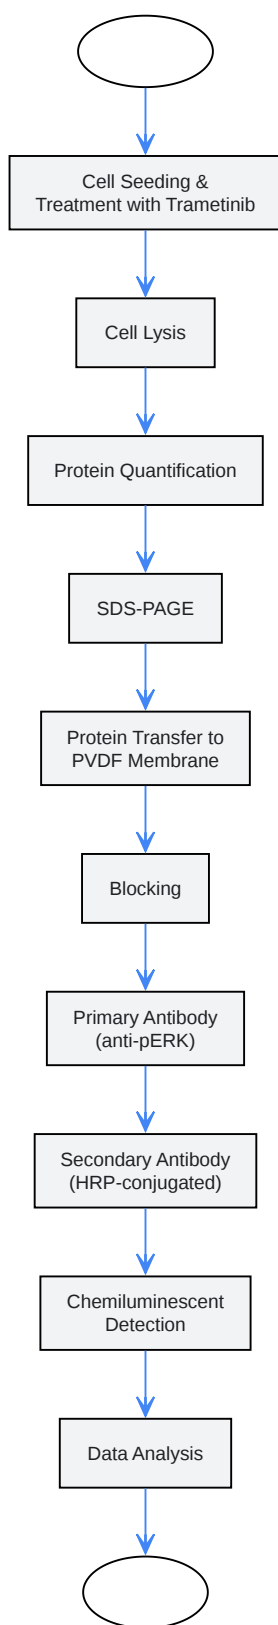 Cell Seeding &
Treatment with Trametinib
Cell Lysis
Protein Quantification
SDS-PAGE
Protein Transfer to
PVDF Membrane
Blocking
Primary Antibody
(anti-pERK)
Secondary Antibody
(HRP-conjugated)
Chemiluminescent
Detection
Data Analysis